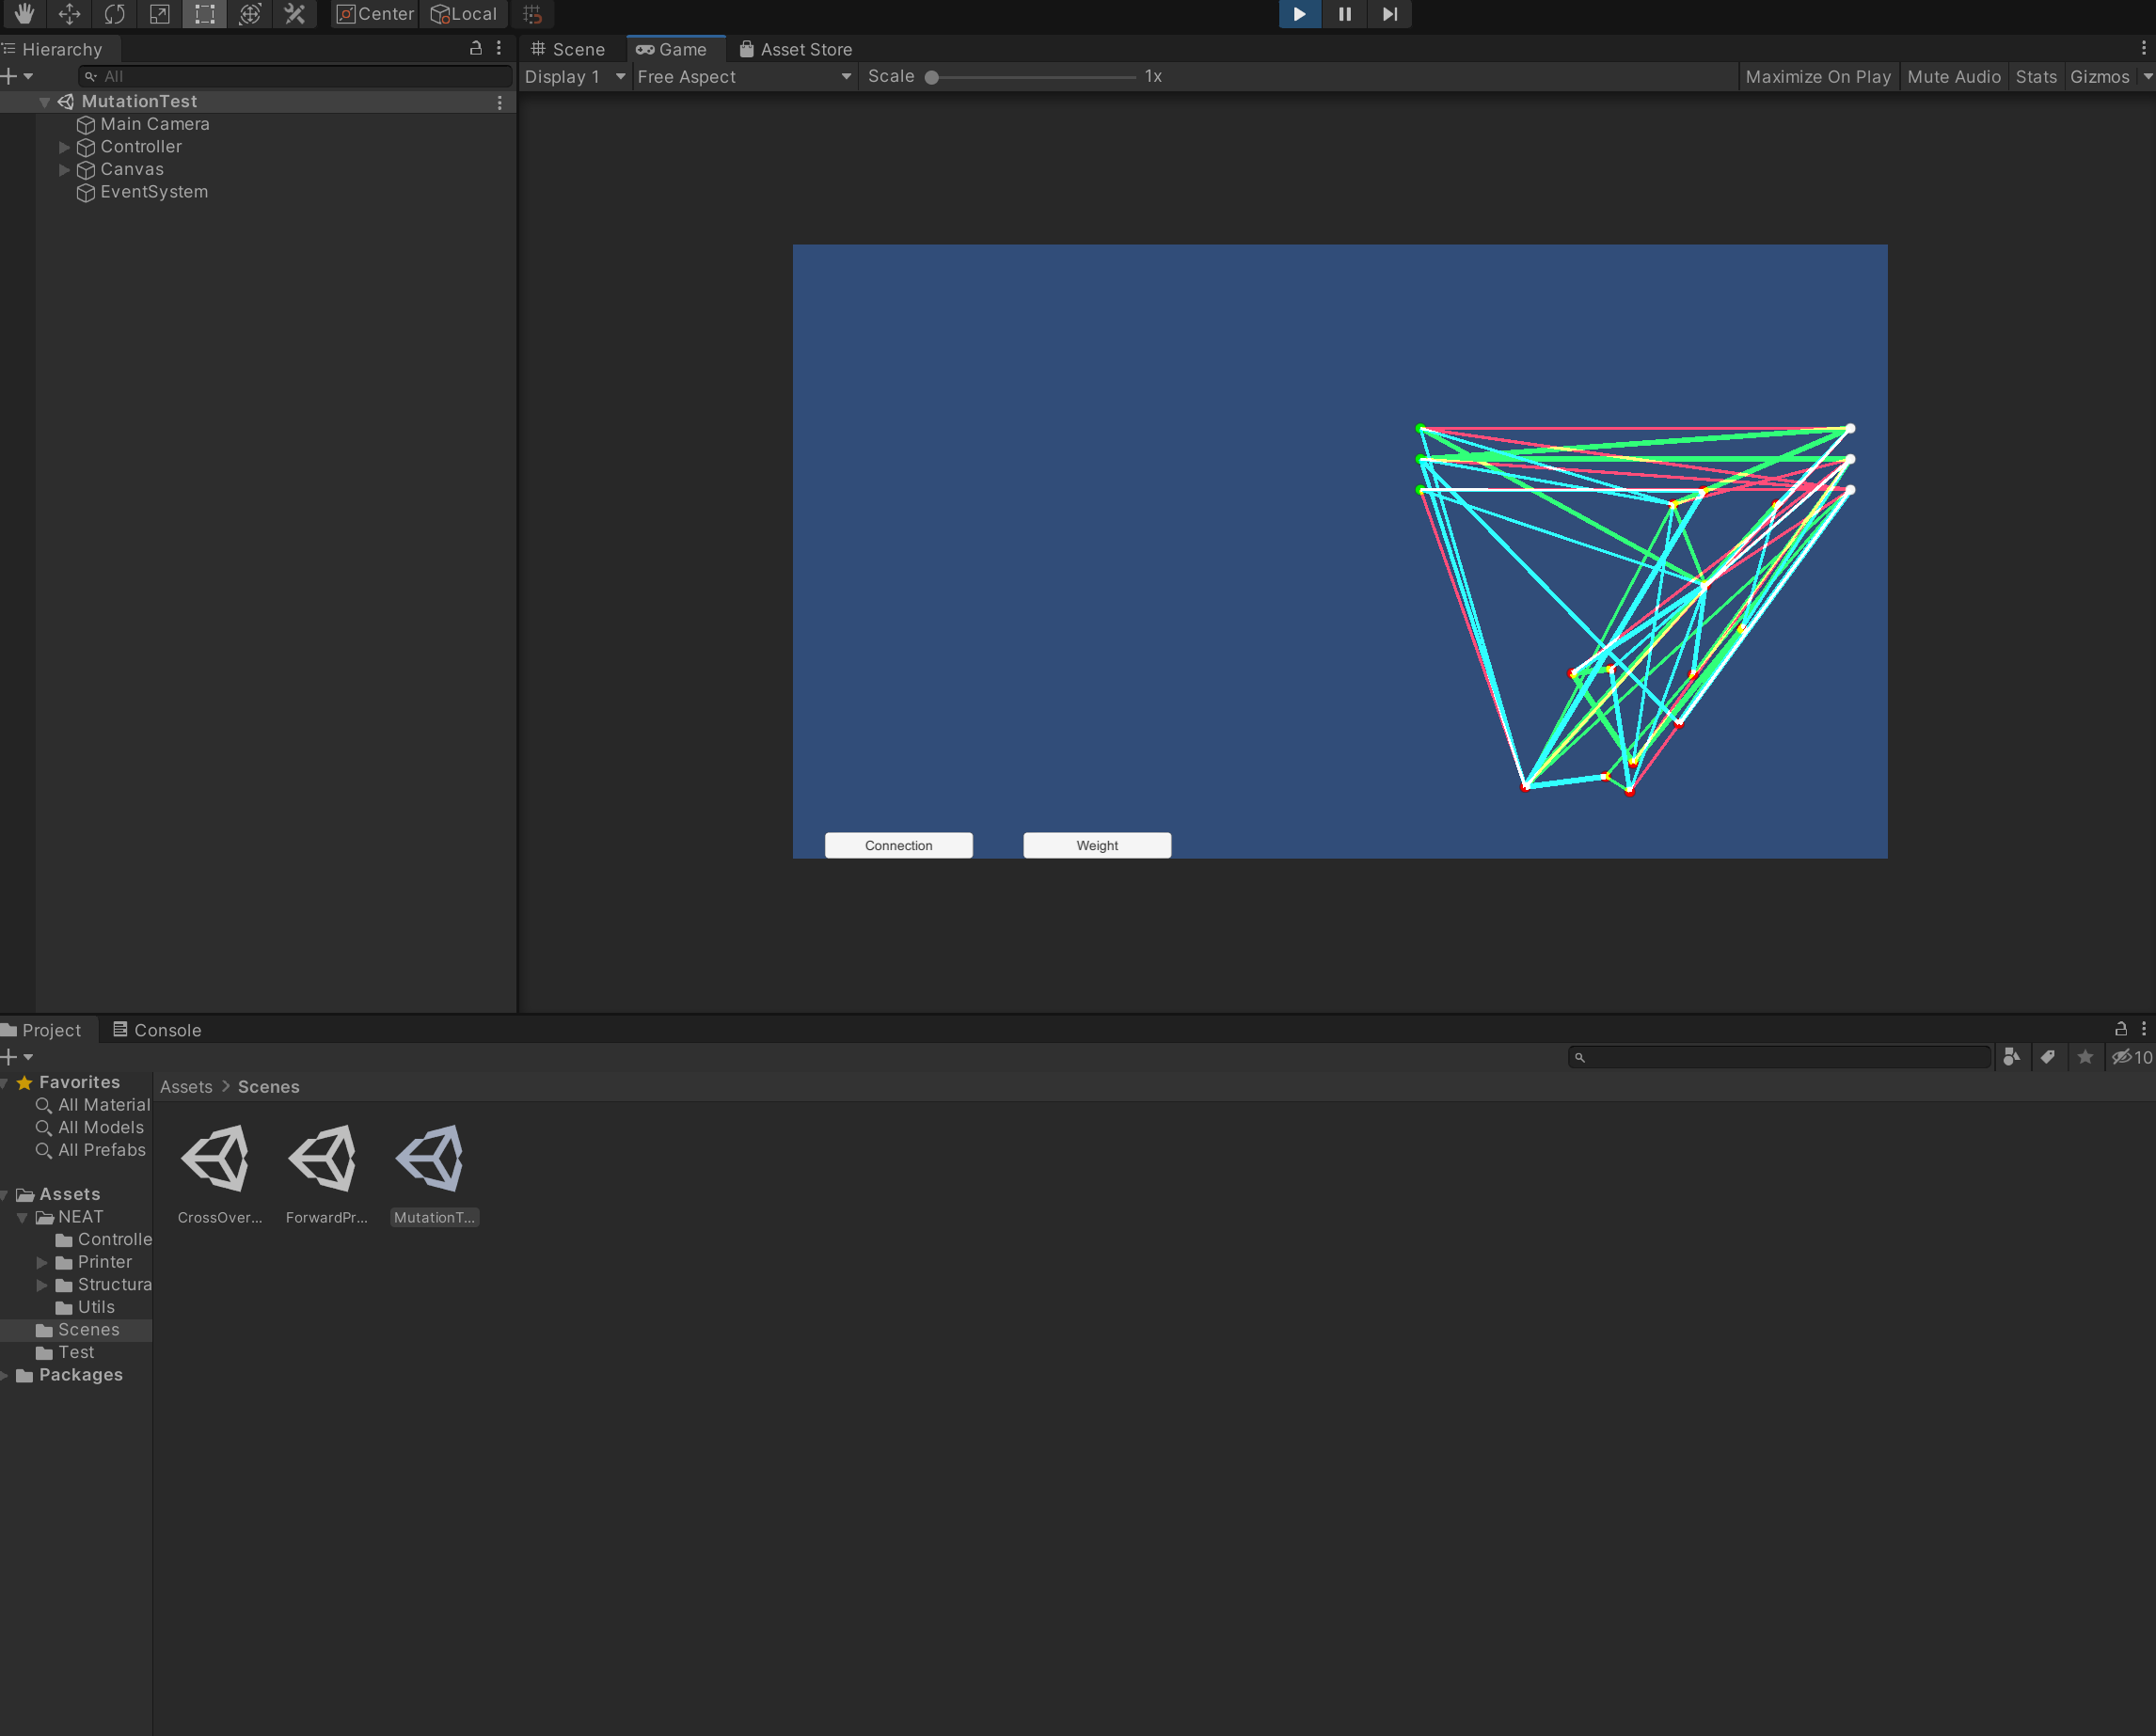 Center Local
Hierarchy
All
MutationTest
Main Camera
Controller
Canvas
EventSystem
Scene Game Asset Store
Display 1 Free Aspect Scale 1x Maximize On Play Mute Audio Stats Gizmos
Connection Weight
Project Console
10
Favorites
All Material
All Models
All Prefabs
Assets
NEAT
Controlle
Printer
Structura
Utils
Scenes
Test
Packages
Assets > Scenes
CrossOver... ForwardPr... MutationT...